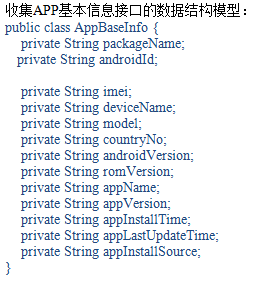 收集APP基本信息接口的数据结构模型：
public class AppBaseInfo {
private String packageName;
private String androidId;
private String imei;
private String deviceName;
private String model;
private String countryNo;
private String androidVersion;
private String romVersion;
private String appName;
private String appVersion;
private String appInstallTime;
private String appLastUpdateTime;
private String appInstallSource;
}